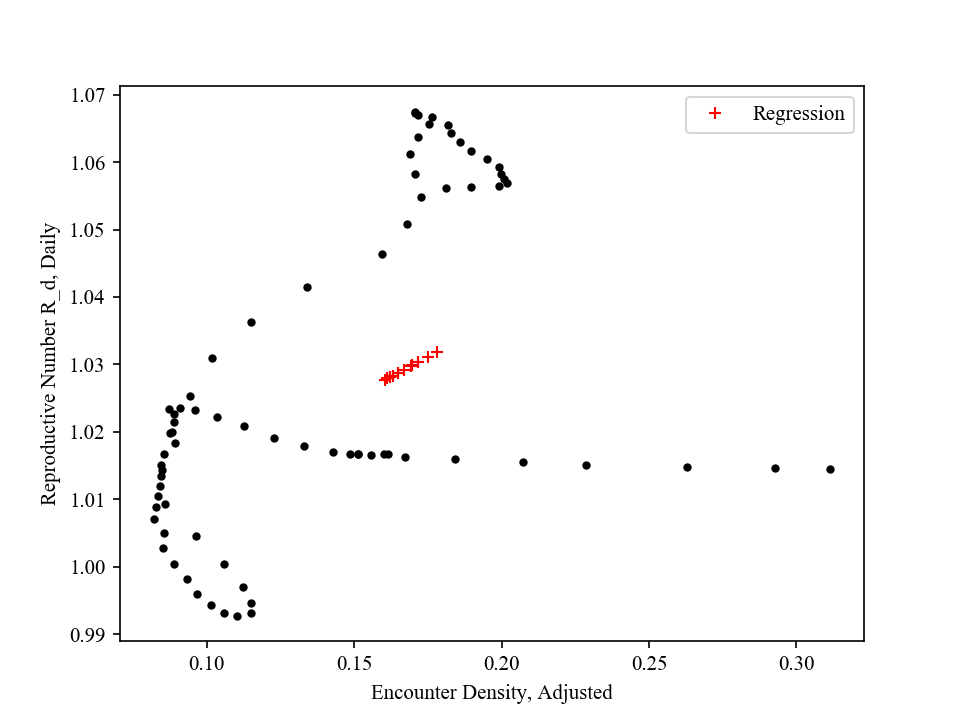 1.07
1.06
1.05
1.04
1.03
1.02
1.01
1.00
0.99
Reproductive Number R_d, Daily
Regression
0.10 0.15 0.20 0.25 0.30
Encounter Density, Adjusted